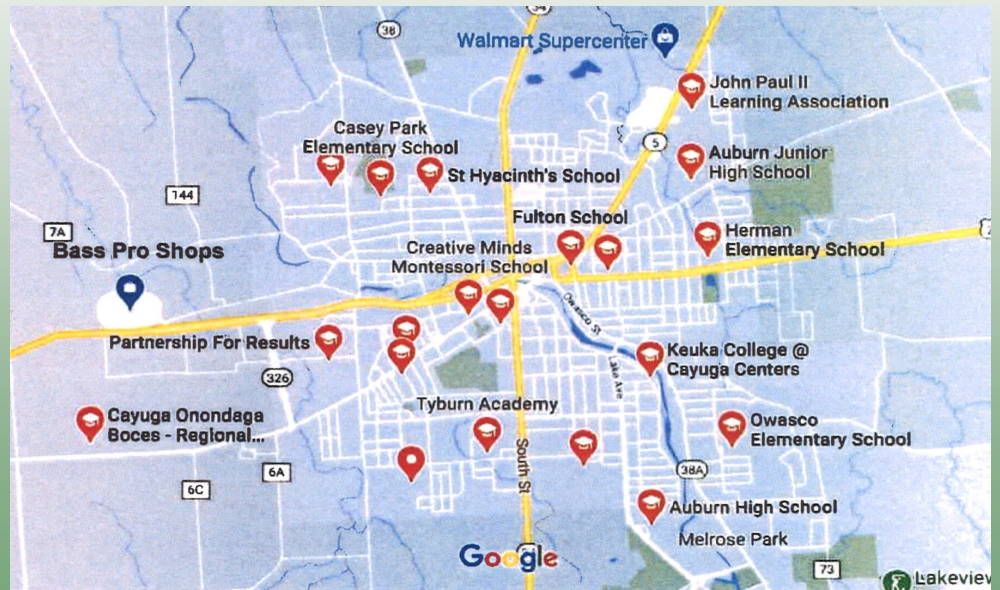 34
38
Walmart Supercenter
John Paul II
Learning Association
Casey Park
Elementary School
5
St Hyacinth's School
Auburn Junior
High School
144
7A
Fulton School
Herman
Elementary School
Bass Pro Shops
Creative Minds
Montessori School
Owasco St
Partnership For Results
Keuka College @
Cayuga Centers
Lake Ave
326
Tyburn Academy
Cayuga Onondaga
Boces - Regional...
Owasco
Elementary School
South St
6A
38A
6C
Auburn High School
Melrose Park
Google
73
Lakeview